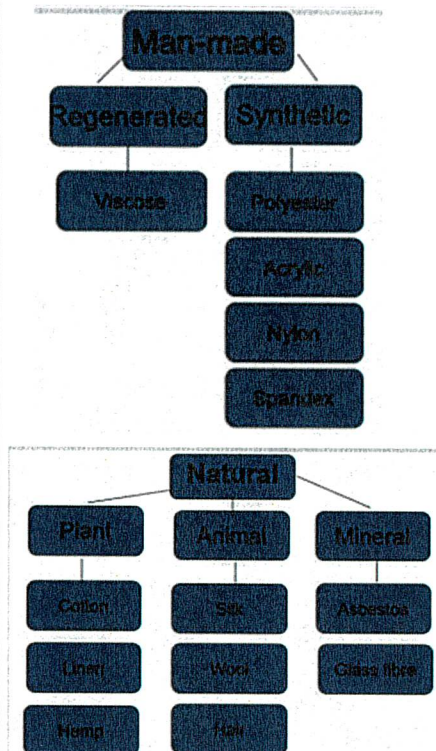 Man-made
Regenerated Synthetic
Viscose Polyester
Acrylic
Nylon
Spandex
Natural
Plant Animal Mineral
Cotton Silk Asbestos
Linen Wool Glass fibre
Hemp Hair